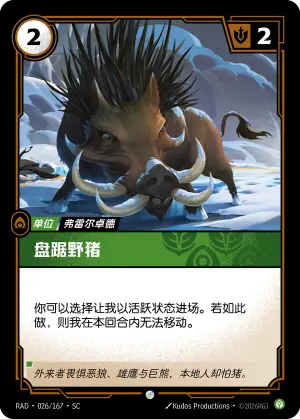 2
2
单位 弗雷尔卓德
盘踞野猪
你可以选择让我以活跃状态进场。若如此
做，则我在本回合内无法移动。
外来者畏惧恶狼、雄鹰与巨熊，本地人却怕猪。
RAD • 026/167 • SC
Kudos Productions • ©2026RG1